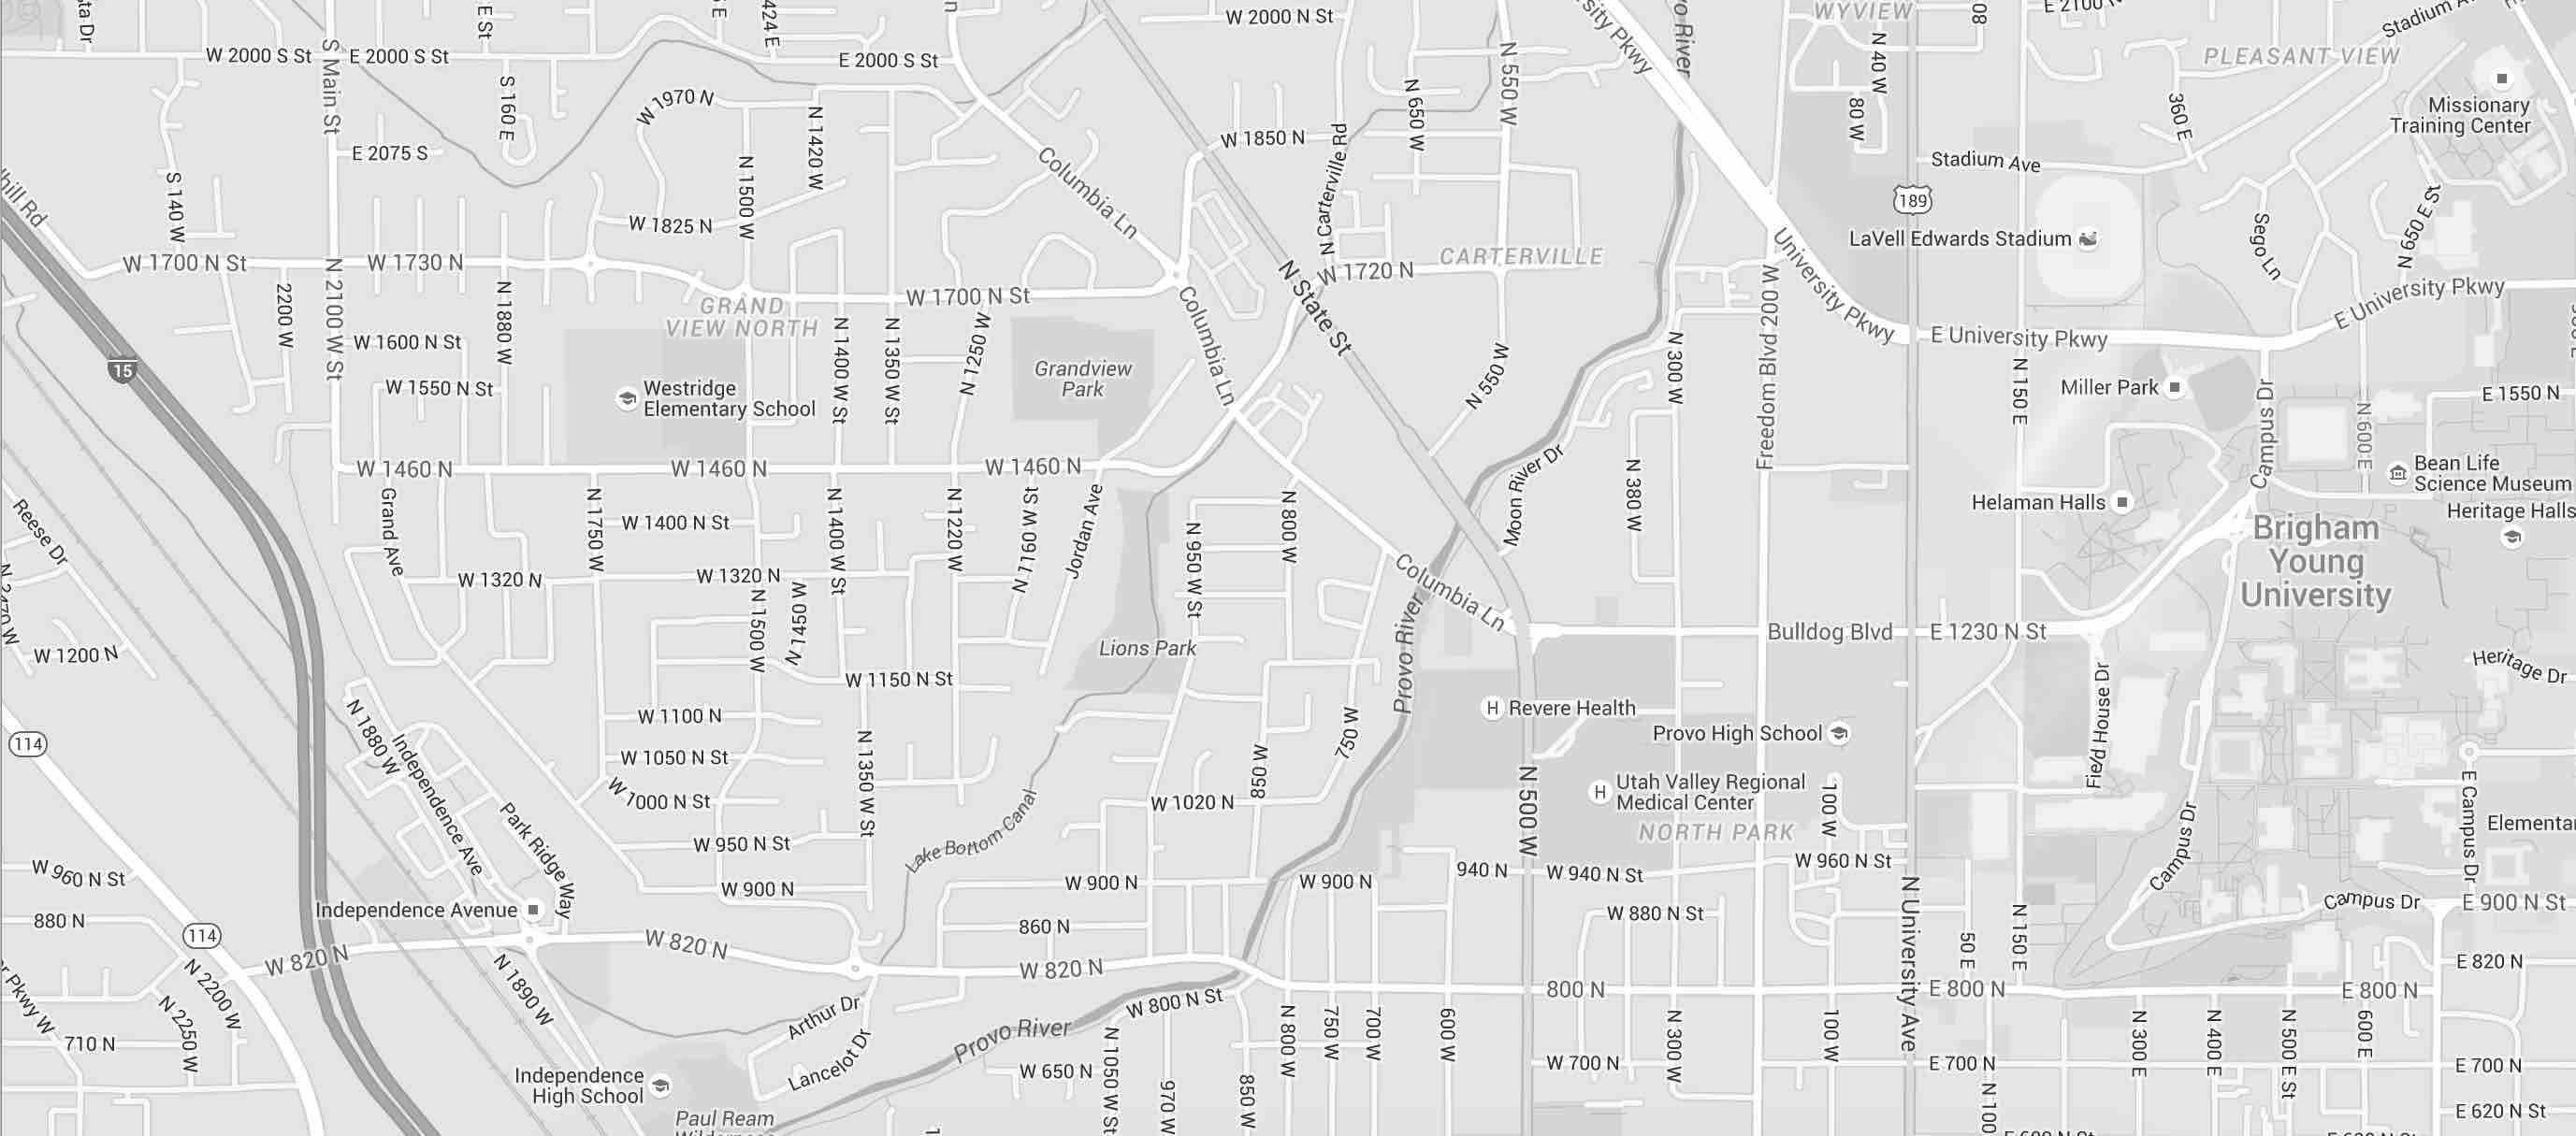 W 2000 S St
E 2000 S St
S Main St
S 160 E
E St
E 2000 S St
W 2000 N St
N 550 W
WYVIEW
N 40 W
80 W
PLEASANT VIEW
Missionary
Training Center
360 E
W 1970 N
N 1420 W
N 1500 W
E 2075 S
S 140 W
Columbia Ln
W 1850 N
N Carterville Rd
N 650 W
Stadium Ave
189
LaVell Edwards Stadium
Sego Ln
N 650 E St
W 1825 N
W 1700 N St
W 1730 N
N 2100 W St
2200 W
N 1880 W
W 1700 N St
GRAND
VIEW NORTH
Columbia Ln
N State St
W 1720 N
CARTERVILLE
University Pkwy
Freedom Blvd 200 W
E University Pkwy
E University Pkwy
15
W 1600 N St
W 1550 N St
Westridge
Elementary School
N 1400 W St
N 1350 W St
N 1250 W
Grandview
Park
N 550 W
N 300 W
N 150 E
Miller Park
Campus Dr
N 600 E
E 1550 N
Bean Life
Science Museum
W 1460 N
W 1460 N
W 1460 N
Moon River Dr
N 380 W
Helaman Halls
Heritage Halls
Brigham
Young
University
Reese Dr
Grand Ave
N 1750 W
W 1400 N St
N 1400 W St
N 1220 W
N 1160 W St
Jordan Ave
N 950 W St
N 800 W
W 1320 N
W 1320 N
N 1500 W
N 1450 W
Columbia Ln
Provo River
Bulldog Blvd
E 1230 N St
Lions Park
W 1200 N
W 1150 N St
Heritage Dr
Field House Dr
Revere Health
Provo High School
114
N 1880 W
Independence Ave
W 1100 N
W 1050 N St
W 1000 N St
N 1350 W St
860 W
750 W
W 1020 N
Utah Valley Regional
Medical Center
NORTH PARK
N 500 W
100 W
Park Ridge Way
W 950 N St
Lake Bottom Canal
E Campus Dr
Campus Dr
W 960 N St
W 900 N
W 900 N
W 900 N
940 N
W 940 N St
W 960 N St
Independence Avenue
880 N
114
W 820 N
W 820 N
860 N
W 820 N
W 880 N St
N University Ave
50 E
N 150 E
Campus Dr
E 900 N St
N 2200 W
N 2250 W
N 1890 W
Arthur Dr
Lancelot Dr
Provo River
W 800 N St
800 N
E 800 N
E 800 N
E 820 N
710 N
Independence
High School
Paul Ream
W 650 N
N 1050 W St
970 W
850 W
N 800 W
750 W
700 W
600 W
W 700 N
N 300 W
100 W
E 700 N
N 100
N 300 E
N 400 E
N 500 E St
600 E
E 700 N
E 620 N St